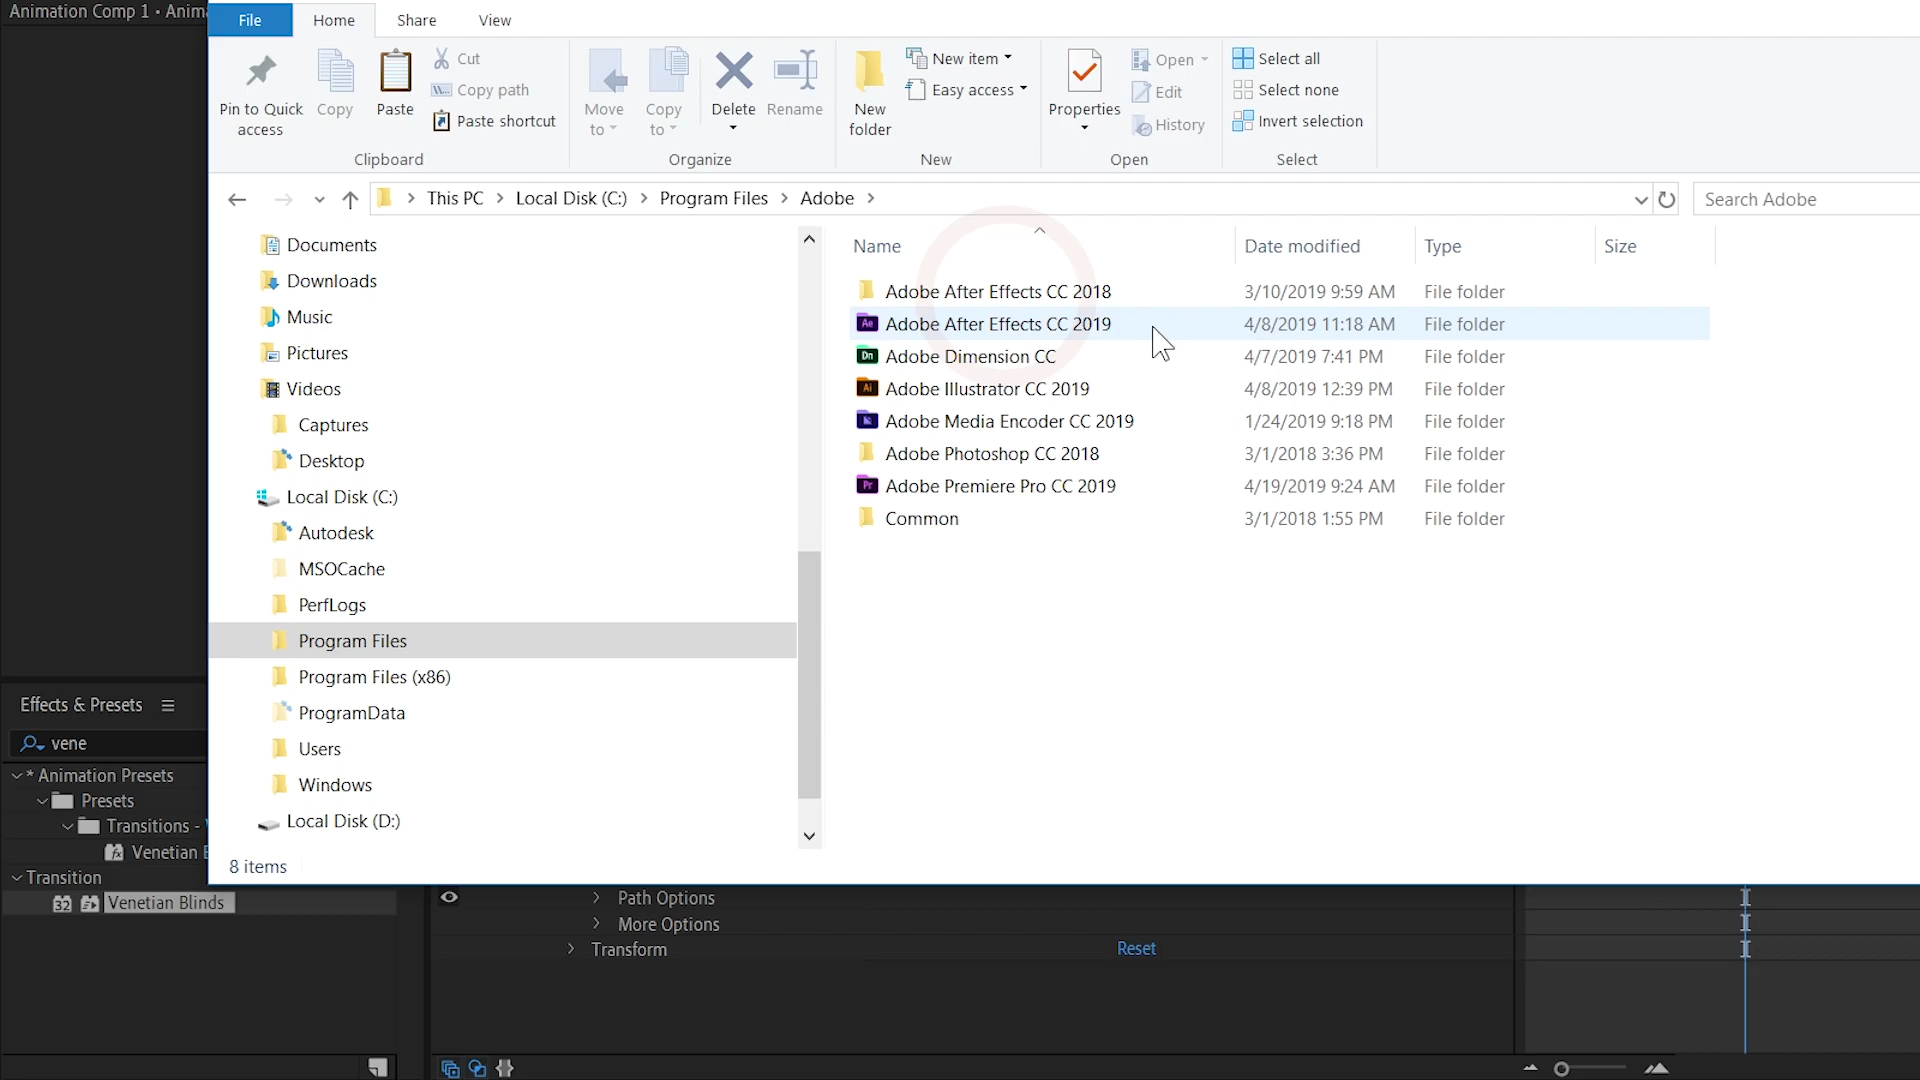 Animation Comp 1 • Anima
File
Home
Share
View
Pin to Quick access
Copy
Paste
Cut
Copy path
Paste shortcut
Clipboard
Move to
Copy to
Delete
Rename
Organize
New folder
New item
Easy access
New
Properties
Open
Edit
History
Open
Select all
Select none
Invert selection
Select
This PC > Local Disk (C:) > Program Files > Adobe >
Search Adobe
Documents
Downloads
Music
Pictures
Videos
Captures
Desktop
Local Disk (C:)
Autodesk
MSOCache
PerfLogs
Program Files
Program Files (x86)
ProgramData
Users
Windows
Local Disk (D:)
8 items
Name Date modified Type Size
Adobe After Effects CC 2018 3/10/2019 9:59 AM File folder
Ae Adobe After Effects CC 2019 4/8/2019 11:18 AM File folder
Dn Adobe Dimension CC 4/7/2019 7:41 PM File folder
Ai Adobe Illustrator CC 2019 4/8/2019 12:39 PM File folder
Adobe Media Encoder CC 2019 1/24/2019 9:18 PM File folder
Adobe Photoshop CC 2018 3/1/2018 3:36 PM File folder
Pr Adobe Premiere Pro CC 2019 4/19/2019 9:24 AM File folder
Common 3/1/2018 1:55 PM File folder
Effects & Presets
vene
* Animation Presets
Presets
Transitions -
Venetian
Transition
32 Venetian Blinds
Path Options
More Options
Transform Reset